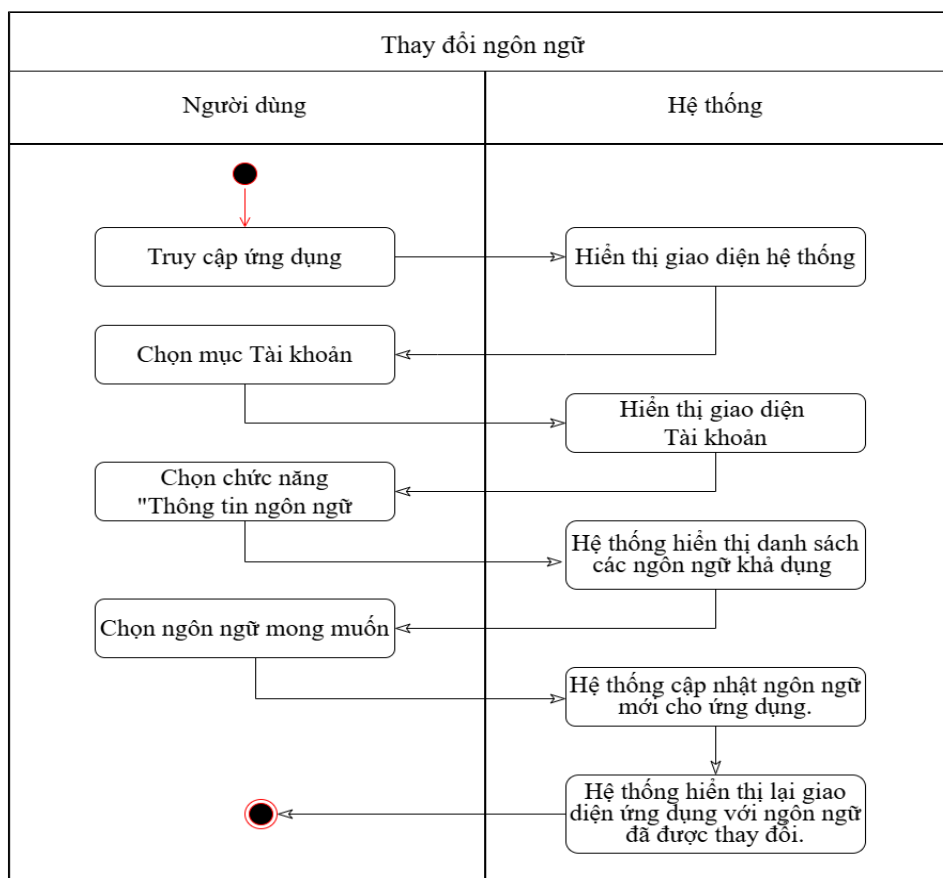 Thay đổi ngôn ngữ
Người dùng
Hệ thống
Truy cập ứng dụng
Hiển thị giao diện hệ thống
Chọn mục Tài khoản
Hiển thị giao diện
Tài khoản
Chọn chức năng
"Thông tin ngôn ngữ
Hệ thống hiển thị danh sách
các ngôn ngữ khả dụng
Chọn ngôn ngữ mong muốn
Hệ thống cập nhật ngôn ngữ
mới cho ứng dụng.
Hệ thống hiển thị lại giao
diện ứng dụng với ngôn ngữ
đã được thay đổi.